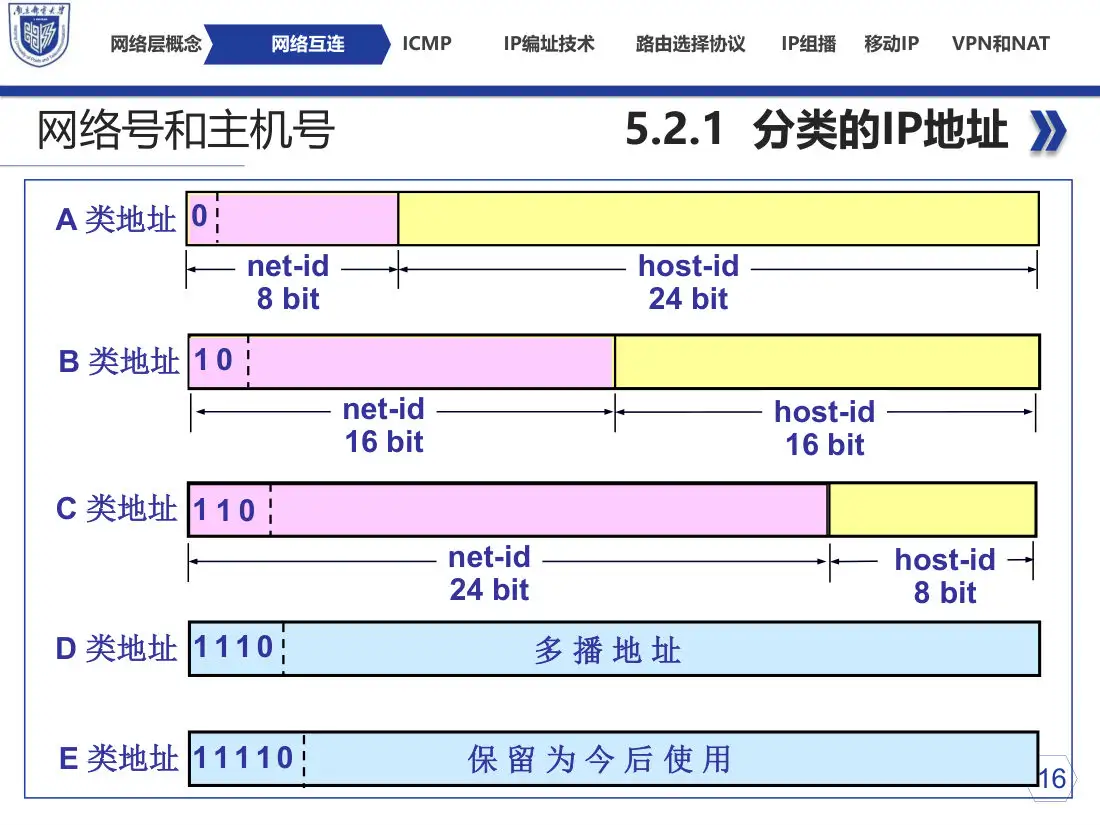 网络层概念 网络互连 ICMP IP编址技术 路由选择协议 IP组播 移动IP VPN和NAT
网络号和主机号 5.2.1 分类的IP地址
A 类地址 0
net-id host-id
8 bit 24 bit
B 类地址 1 0
net-id host-id
16 bit 16 bit
C 类地址 1 1 0
net-id host-id
24 bit 8 bit
D 类地址 1 1 1 0 多 播 地 址
E 类地址 1 1 1 1 0 保 留 为 今 后 使 用
16